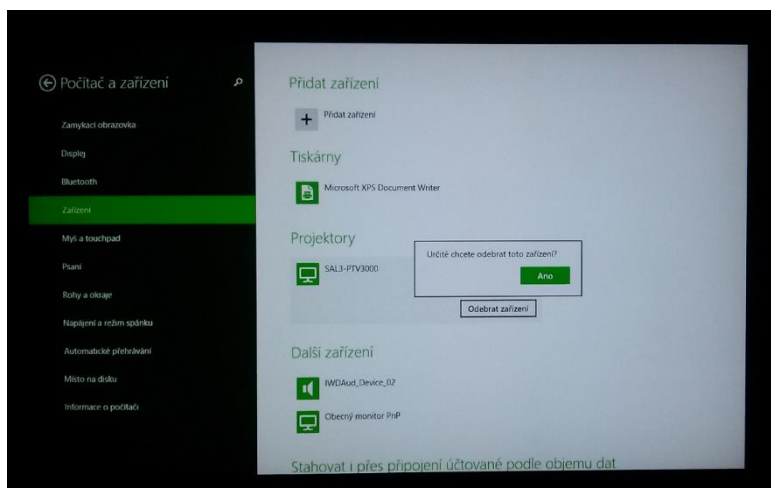 Počítač a zařízení
Zamykací obrazovka
Displej
Bluetooth
Zařízení
Myš a touchpad
Psaní
Rohy a okraje
Napájení a režim spánku
Automatické přehrávání
Místo na disku
Informace o počítači
Přidat zařízení
Přidat zařízení
Tiskárny
Microsoft XPS Document Writer
Projektory
SAL3-PTV3000
Určitě chcete odebrat toto zařízení?
Ano
Odebrat zařízení
Další zařízení
IWDAud_Device_02
Obecný monitor PnP
Stahovat i přes připojení účtované podle objemu dat